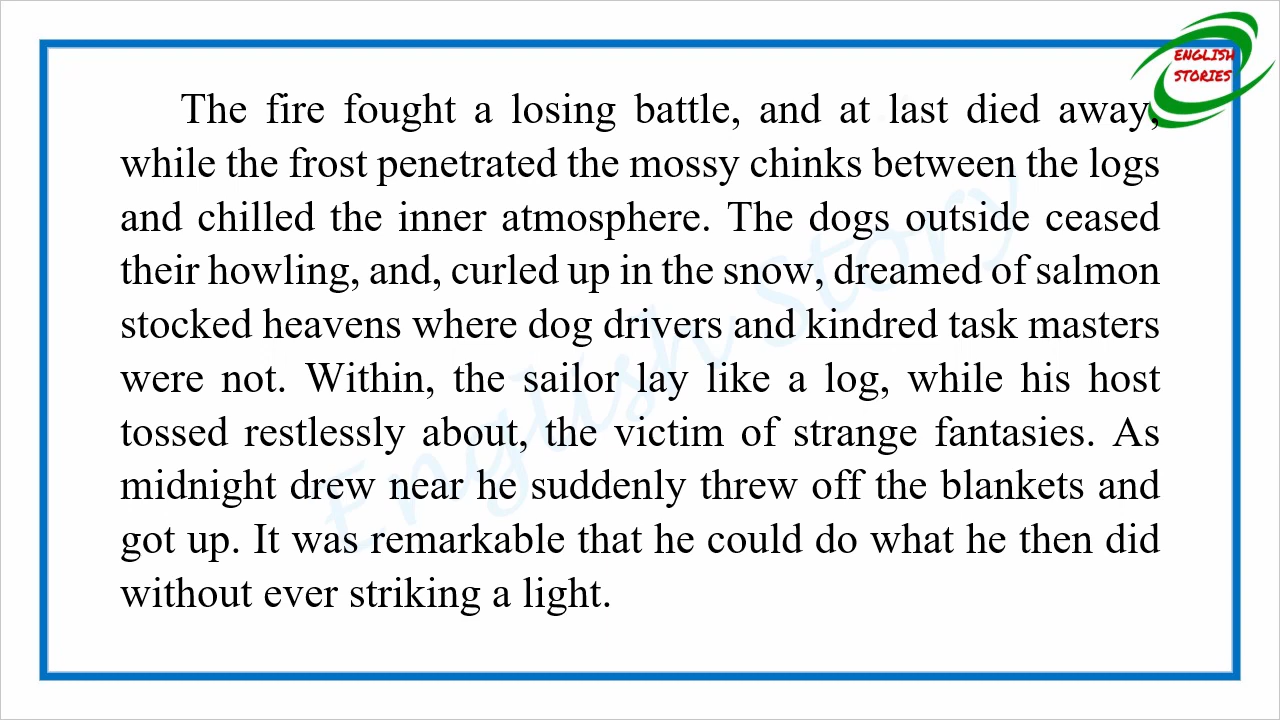 ENGLISH
STORIES
The fire fought a losing battle, and at last died away,
while the frost penetrated the mossy chinks between the logs
and chilled the inner atmosphere. The dogs outside ceased
their howling, and, curled up in the snow, dreamed of salmon
stocked heavens where dog drivers and kindred task masters
were not. Within, the sailor lay like a log, while his host
tossed restlessly about, the victim of strange fantasies. As
midnight drew near he suddenly threw off the blankets and
got up. It was remarkable that he could do what he then did
without ever striking a light.
English Story